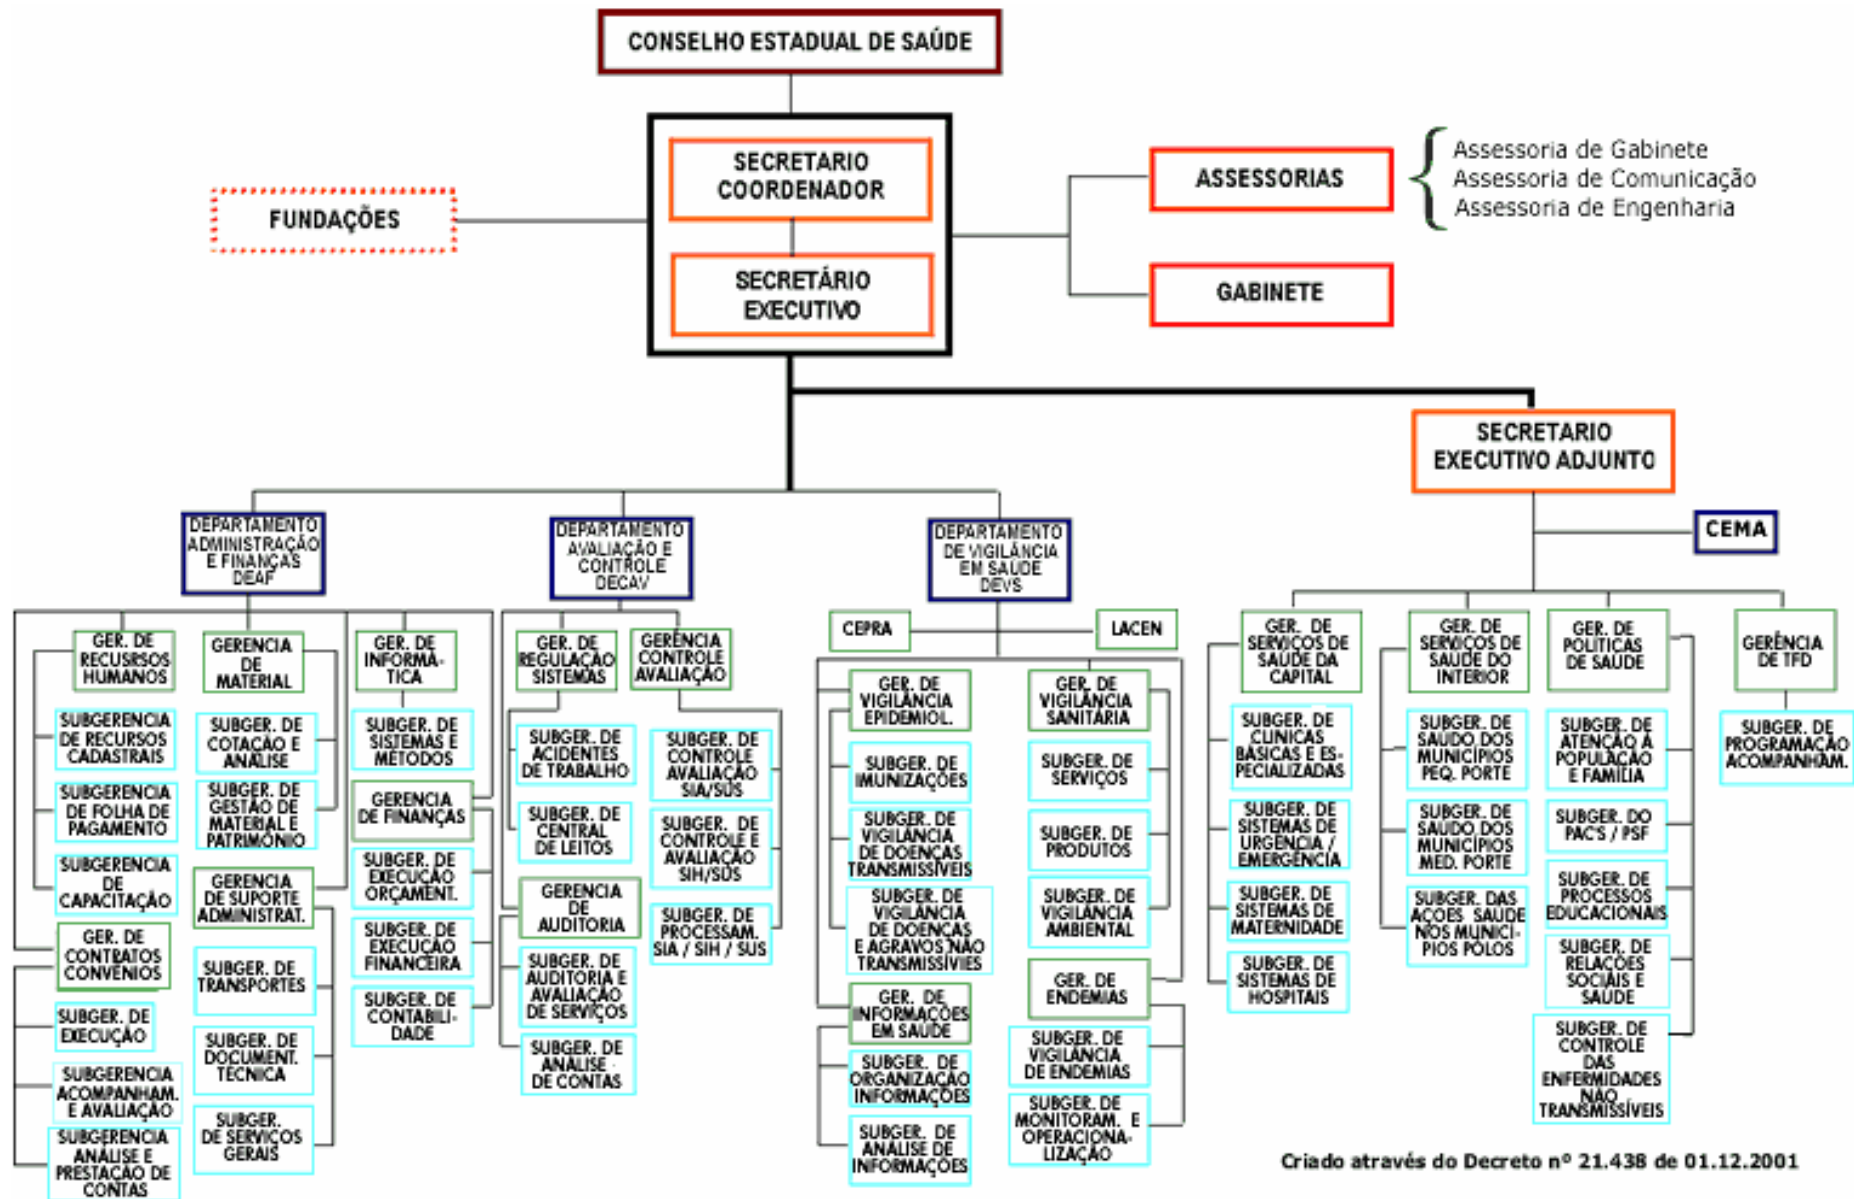 CONSELHO ESTADUAL DE SAÚDE
SECRETARIO
COORDENADOR
SECRETÁRIO
EXECUTIVO
FUNDAÇÕES
ASSESSORIAS
Assessoria de Gabinete
Assessoria de Comunicação
Assessoria de Engenharia
GABINETE
SECRETARIO
EXECUTIVO ADJUNTO
CEMA
DEPARTAMENTO
ADMINISTRAÇÃO
E FINANÇAS
DEAF
DEPARTAMENTO
AVALIAÇÃO E
CONTROLE
DECAV
DEPARTAMENTO
DE VIGILÂNCIA
EM SAÚDE
DEVS
GER. DE
RECUSRSOS
HUMANOS
SUBGERENCIA
DE RECURSOS
CADASTRAIS
SUBGERENCIA
DE FOLHA DE
PAGAMENTO
SUBGERENCIA
DE
CAPACITAÇÃO
GER. DE
CONTRATOS
CONVÊNIOS
SUBGER. DE
EXECUÇÃO
SUBGERENCIA
ACOMPANHAM.
E AVALIAÇÃO
SUBGERENCIA
ANÁLISE E
PRESTAÇÃO DE
CONTAS
GERENCIA
DE
MATERIAL
SUBGER. DE
COTAÇÃO E
ANÁLISE
SUBGER. DE
GESTÃO DE
MATERIAL E
PATRIMÔNIO
GERENCIA
DE SUPORTE
ADMINISTRAT.
SUBGER. DE
TRANSPORTES
SUBGER. DE
DOCUMENT.
TÉCNICA
SUBGER.
DE SERVIÇOS
GERAIS
GER. DE
INFORMÁ-
TICA
SUBGER. DE
SISTEMAS E
MÉTODOS
GERENCIA
DE FINANÇAS
SUBGER. DE
EXECUÇÃO
ORÇAMENT.
SUBGER. DE
EXECUÇÃO
FINANCEIRA
SUBGER. DE
CONTABILI-
DADE
GER. DE
REGULAÇÃO
SISTEMAS
SUBGER. DE
ACIDENTES
DE TRABALHO
SUBGER. DE
CENTRAL
DE LEITOS
GERENCIA
DE
AUDITORIA
SUBGER. DE
AUDITORIA E
AVALIAÇÃO
DE SERVIÇOS
SUBGER. DE
ANÁLISE
DE CONTAS
GERÊNCIA
CONTROLE
AVALIAÇÃO
SUBGER. DE
CONTROLE
AVALIAÇÃO
SIA/SUS
SUBGER. DE
CONTROLE E
AVALIAÇÃO
SIH/SUS
SUBGER. DE
PROCESSAM.
SIA / SIH / SUS
CEPRA
LACEN
GER. DE
VIGILÂNCIA
EPIDEMIOL.
SUBGER. DE
IMUNIZAÇÕES
SUBGER. DE
VIGILÂNCIA
DE DOENÇAS
TRANSMISSÍVEIS
SUBGER. DE
VIGILÂNCIA
DE DOENÇAS
E AGRAVOS NÃO
TRANSMISSÍVIES
GER. DE
INFORMAÇÕES
EM SAÚDE
SUBGER. DE
ORGANIZAÇÃO
INFORMAÇÕES
SUBGER. DE
ANÁLISE DE
INFORMAÇÕES
GER. DE
VIGILÂNCIA
SANITÁRIA
SUBGER. DE
SERVIÇOS
SUBGER. DE
PRODUTOS
SUBGER. DE
VIGILÂNCIA
AMBIENTAL
GER. DE
ENDEMIAS
SUBGER. DE
VIGILÂNCIA
DE ENDEMIAS
SUBGER. DE
MONITORAM. E
OPERACIONA-
LIZAÇÃO
GER. DE
SERVIÇOS DE
SAÚDE DA
CAPITAL
SUBGER. DE
CLINICAS
BÁSICAS E ES-
PECIALIZADAS
SUBGER. DE
SISTEMAS DE
URGÊNCIA /
EMERGÊNCIA
SUBGER. DE
SISTEMAS DE
MATERNIDADE
SUBGER. DE
SISTEMAS DE
HOSPITAIS
GER. DE
SERVIÇOS DE
SAUDE DO
INTERIOR
SUBGER. DE
SAÚDO DOS
MUNICÍPIOS
PEQ. PORTE
SUBGER. DE
SAÚDO DOS
MUNICÍPIOS
MED. PORTE
SUBGER. DAS
AÇOES SAÚDE
NOS MUNICÍ-
PIOS PÓLOS
GER. DE
POLÍTICAS
DE SAÚDE
SUBGER. DE
ATENÇÃO À
POPULAÇÃO
E FAMÍLIA
SUBGER. DO
PAC'S / PSF
SUBGER. DE
PROCESSOS
EDUCACIONAIS
SUBGER. DE
RELAÇÕES
SOCIAIS E
SAÚDE
SUBGER. DE
CONTROLE
DAS
ENFERMIDADES
NÃO
TRANSMISSÍVEIS
GERÊNCIA
DE TFD
SUBGER. DE
PROGRAMAÇÃO
ACOMPANHAM.
Criado através do Decreto nº 21.438 de 01.12.2001